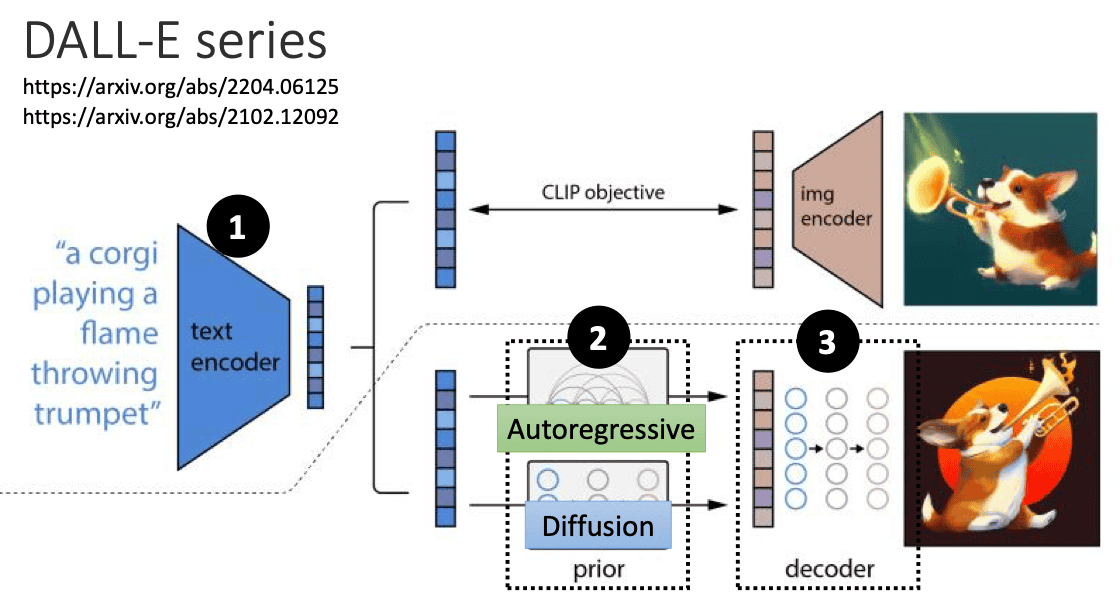 DALL-E series
https://arxiv.org/abs/2204.06125
https://arxiv.org/abs/2102.12092
1
“a corgi
playing a
flame
throwing
trumpet”
text
encoder
CLIP objective
img
encoder
2
Autoregressive
Diffusion
prior
3
decoder